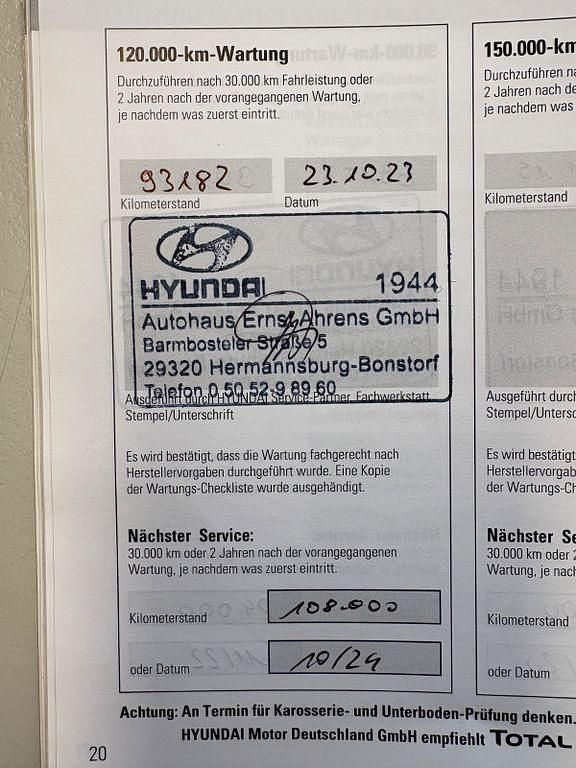 120.000-km-Wartung
Durchzuführen nach 30.000 km Fahrleistung oder
2 Jahren nach der vorangegangenen Wartung,
je nachdem was zuerst eintritt.
93182
23.10.23
Kilometerstand
Datum
HYUNDAI 1944
Autohaus Ernst Ahrens GmbH
Barmbosteler Straße 5
29320 Hermannsburg-Bonstorf
Telefon 0 50 52-9 89 60
Ausgeführt durch HYUNDAI Service-Partner, Fachwerkstatt
Stempel/Unterschrift
Es wird bestätigt, dass die Wartung fachgerecht nach
Herstellervorgaben durchgeführt wurde. Eine Kopie
der Wartungs-Checkliste wurde ausgehändigt.
Nächster Service:
30.000 km oder 2 Jahren nach der vorangegangenen
Wartung, je nachdem was zuerst eintritt.
Kilometerstand 108.000
oder Datum 10/24
150.000-km
Durchzuführen
2 Jahren nach
je nachdem was
Kilometerstand
Ausgeführt durch
Stempel/Unters
Es wird bestätigt
Herstellervorgab
der Wartungs-Ch
Nächster Se
30.000 km oder
Wartung, je nach
Kilometerstand
oder Datum
Achtung: An Termin für Karosserie- und Unterboden-Prüfung denken.
HYUNDAI Motor Deutschland GmbH empfiehlt TOTAL
20